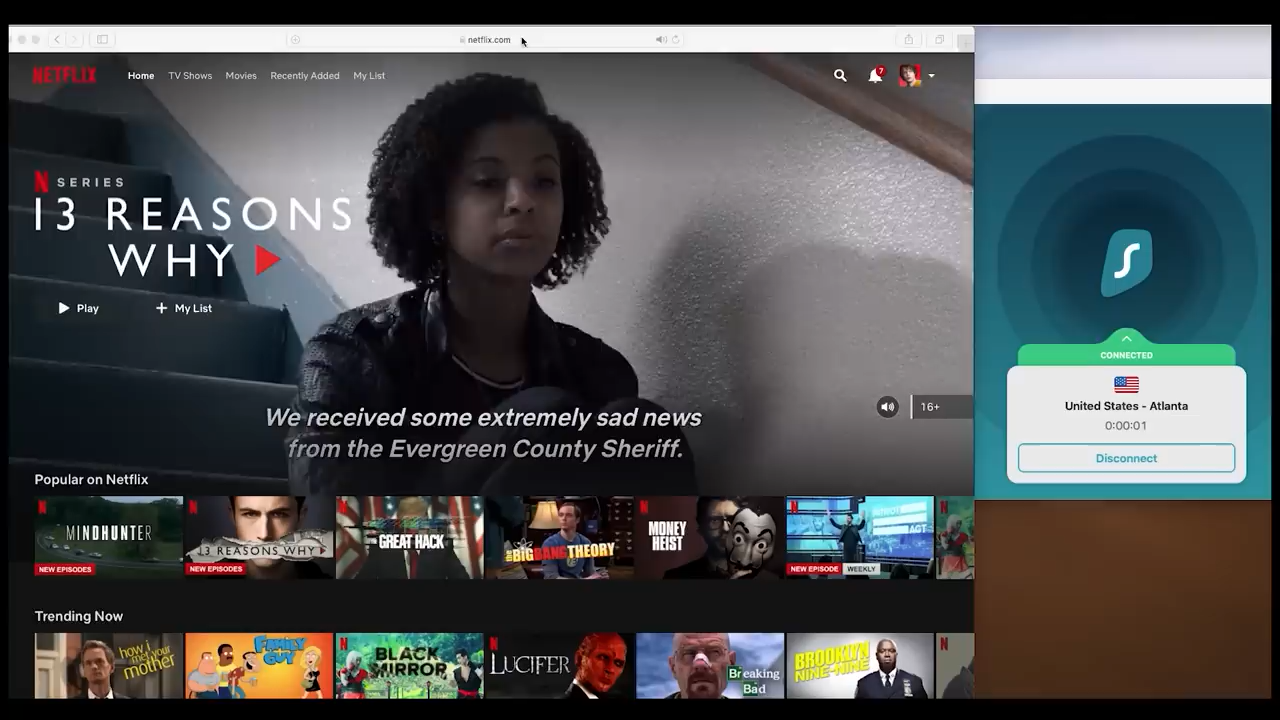 netflix.com
NETFLIX
Home
TV Shows
Movies
Recently Added
My List
7
N SERIES
13 REASONS
WHY
Play
My List
16+
We received some extremely sad news
from the Evergreen County Sheriff.
CONNECTED
United States - Atlanta
0:00:01
Disconnect
Popular on Netflix
MINDHUNTER
NEW EPISODES
13 REASONS WHY
NEW EPISODES
GREAT HACK
THE BIG BANG THEORY
MONEY
HEIST
NEW EPISODE
WEEKLY
Trending Now
how i
met your
mother
FAMILY
GUY
BLACK
MIRROR
LUCIFER
Breaking
Bad
BROOKLYN
NINE-NINE